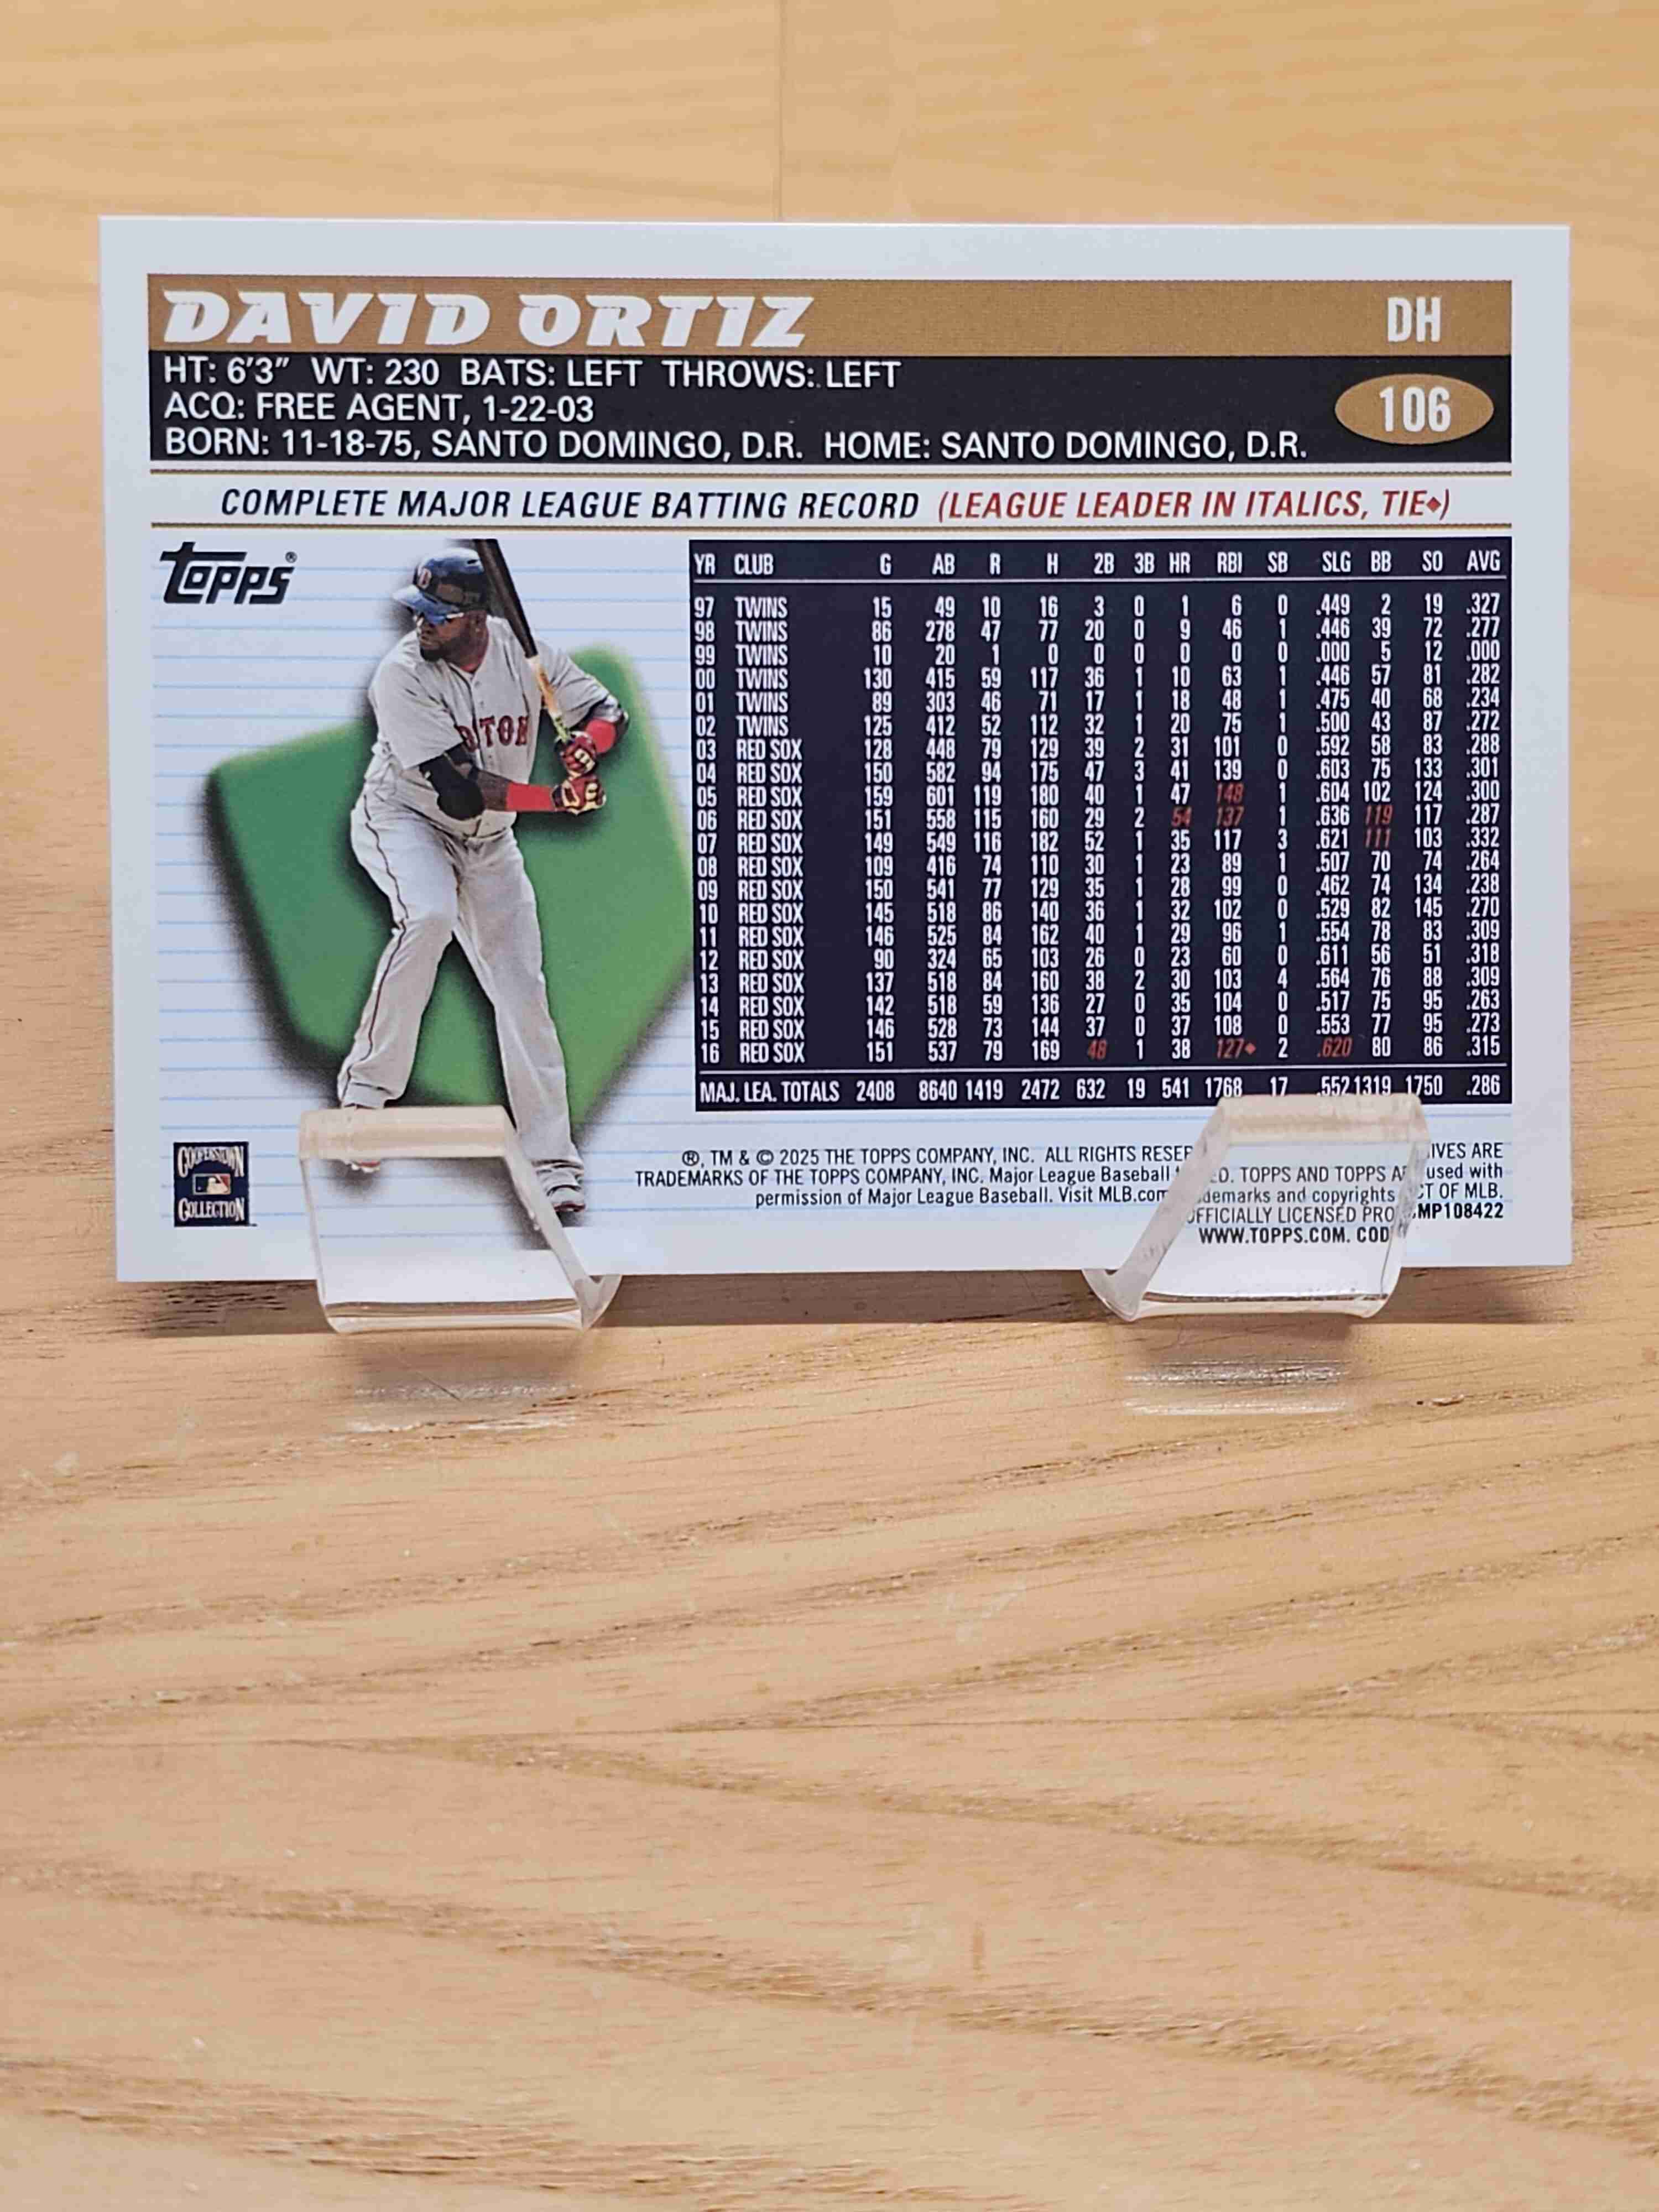 DAVID ORTIZ DH
HT: 6'3" WT: 230 BATS: LEFT THROWS: LEFT
ACQ: FREE AGENT, 1-22-03
106
BORN: 11-18-75, SANTO DOMINGO, D.R. HOME: SANTO DOMINGO, D.R.
COMPLETE MAJOR LEAGUE BATTING RECORD (LEAGUE LEADER IN ITALICS, TIE◆)
Topps®
YR CLUB G AB R H 2B 3B HR RBI SB SLG BB SO AVG
97 TWINS 15 49 10 16 3 0 1 6 0 .449 2 19 .327
98 TWINS 86 278 47 77 20 0 9 46 1 .446 39 72 .277
99 TWINS 10 20 1 0 0 0 0 0 0 .000 5 12 .000
00 TWINS 130 415 59 117 36 1 10 63 1 .446 57 81 .282
01 TWINS 89 303 46 71 17 1 18 48 1 .475 40 68 .234
02 TWINS 125 412 52 112 32 1 20 75 1 .500 43 87 .272
03 RED SOX 128 448 79 129 39 2 31 101 0 .592 58 83 .288
04 RED SOX 150 582 94 175 47 3 41 139 0 .603 75 133 .301
05 RED SOX 159 601 119 180 40 1 47 148 1 .604 102 124 .300
06 RED SOX 151 558 115 160 29 2 54 137 1 .636 119 117 .287
07 RED SOX 149 549 116 182 52 1 35 117 3 .621 111 103 .332
08 RED SOX 109 416 74 110 30 1 23 89 1 .507 70 74 .264
09 RED SOX 150 541 77 129 35 1 28 99 0 .462 74 134 .238
10 RED SOX 145 518 86 140 36 1 32 102 0 .529 82 145 .270
11 RED SOX 146 525 84 162 40 1 29 96 1 .554 78 83 .309
12 RED SOX 90 324 65 103 26 0 23 60 0 .611 56 51 .318
13 RED SOX 137 518 84 160 38 2 30 103 4 .564 76 88 .309
14 RED SOX 142 518 59 136 27 0 35 104 0 .517 75 95 .263
15 RED SOX 146 528 73 144 37 0 37 108 0 .553 77 95 .273
16 RED SOX 151 537 79 169 48 1 38 127◆ 2 .620 80 86 .315
MAJ. LEA. TOTALS 2408 8640 1419 2472 632 19 541 1768 17 .552 1319 1750 .286
COOPERSTOWN
COLLECTION
®, TM & © 2025 THE TOPPS COMPANY, INC. ALL RIGHTS ARE
TRADEMARKS OF THE TOPPS COMPANY, INC. Major League Baseball TOPPS AND TOPPS used with
permission of Major League Baseball. Visit MLB.com and copyrights OF MLB.
OFFICIALLY LICENSED CMP108422
WWW.TOPPS.COM.